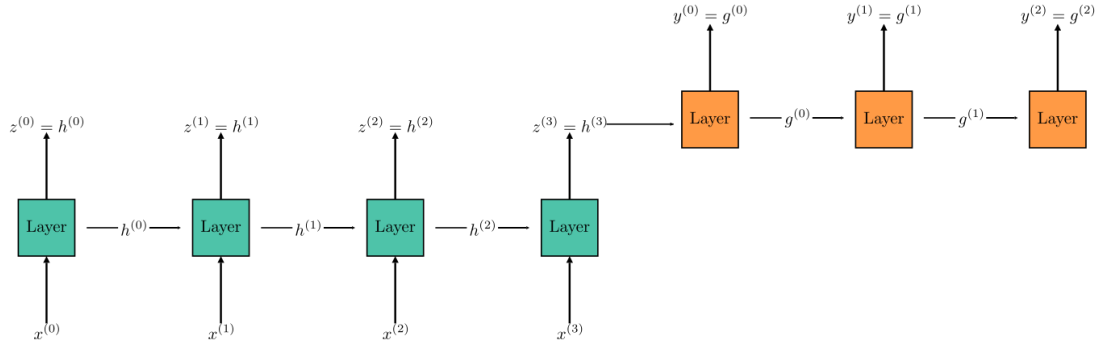 y^{(0)} = g^{(0)} y^{(1)} = g^{(1)} y^{(2)} = g^{(2)}
Layer g^{(0)} Layer g^{(1)} Layer
z^{(0)} = h^{(0)} z^{(1)} = h^{(1)} z^{(2)} = h^{(2)} z^{(3)} = h^{(3)}
Layer h^{(0)} Layer h^{(1)} Layer h^{(2)} Layer
x^{(0)} x^{(1)} x^{(2)} x^{(3)}